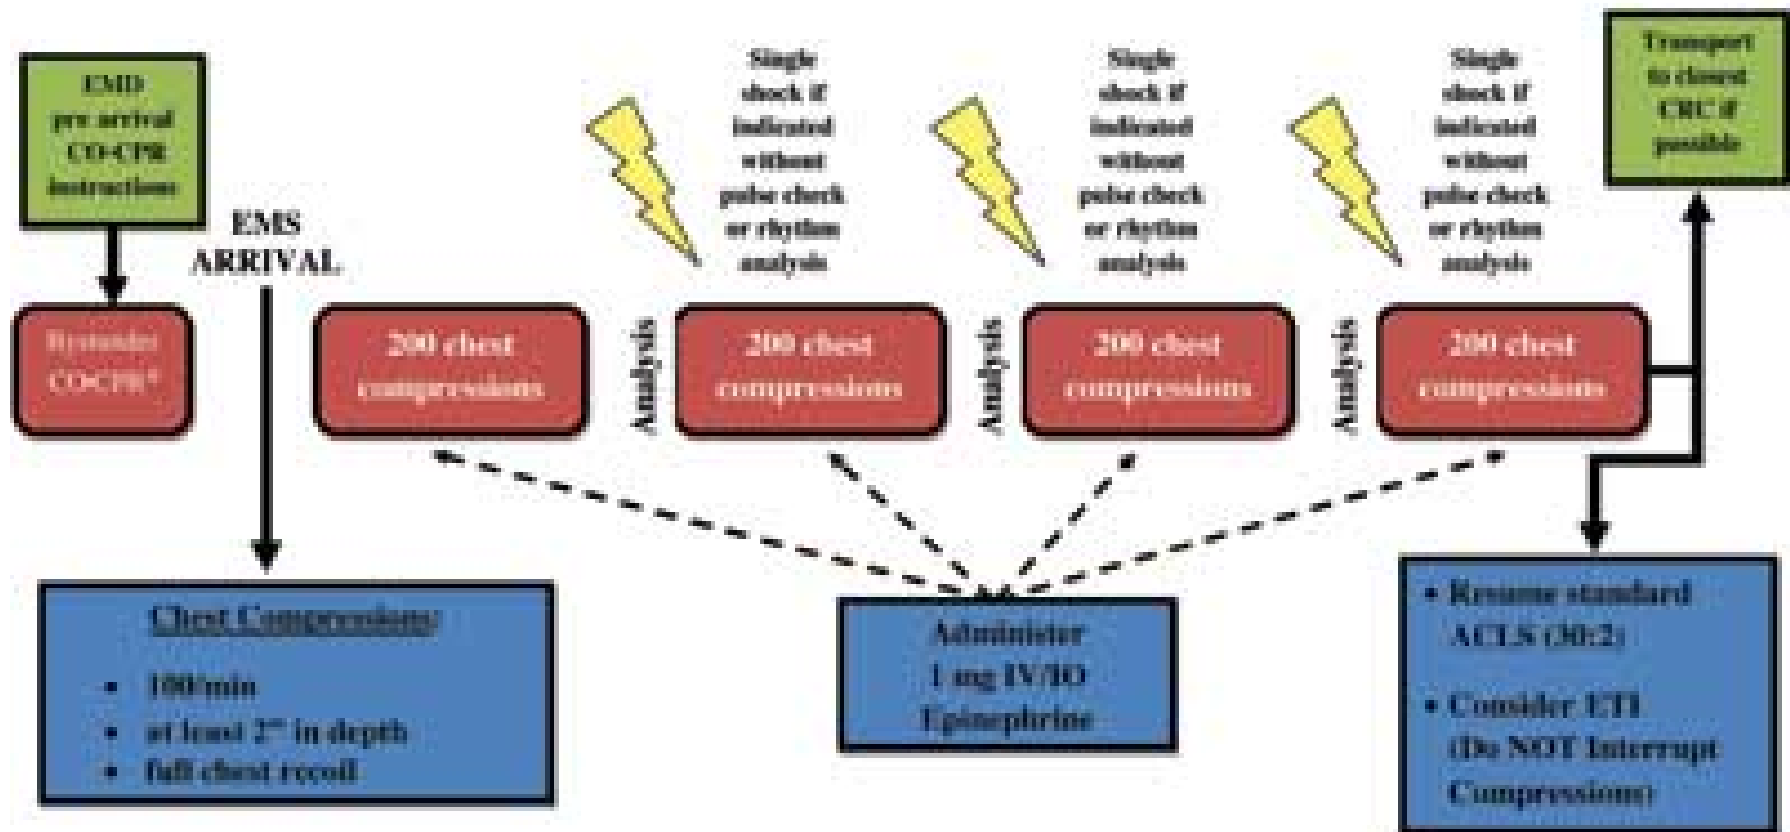 EMD
pre arrival
CO-CPR
instructions
EMS
ARRIVAL
Bystander
CO-CPR*
200 chest
compressions
Analysis
Single
shock if
indicated
without
pulse check
or rhythm
analysis
200 chest
compressions
Analysis
Single
shock if
indicated
without
pulse check
or rhythm
analysis
200 chest
compressions
Analysis
Single
shock if
indicated
without
pulse check
or rhythm
analysis
200 chest
compressions
Transport
to closest
CRC if
possible
Chest Compressions:
• 100/min
• at least 2" in depth
• full chest recoil
Administer
1 mg IV/IO
Epinephrine
• Resume standard
ACLS (30:2)
• Consider ETI
(Do NOT Interrupt
Compressions)